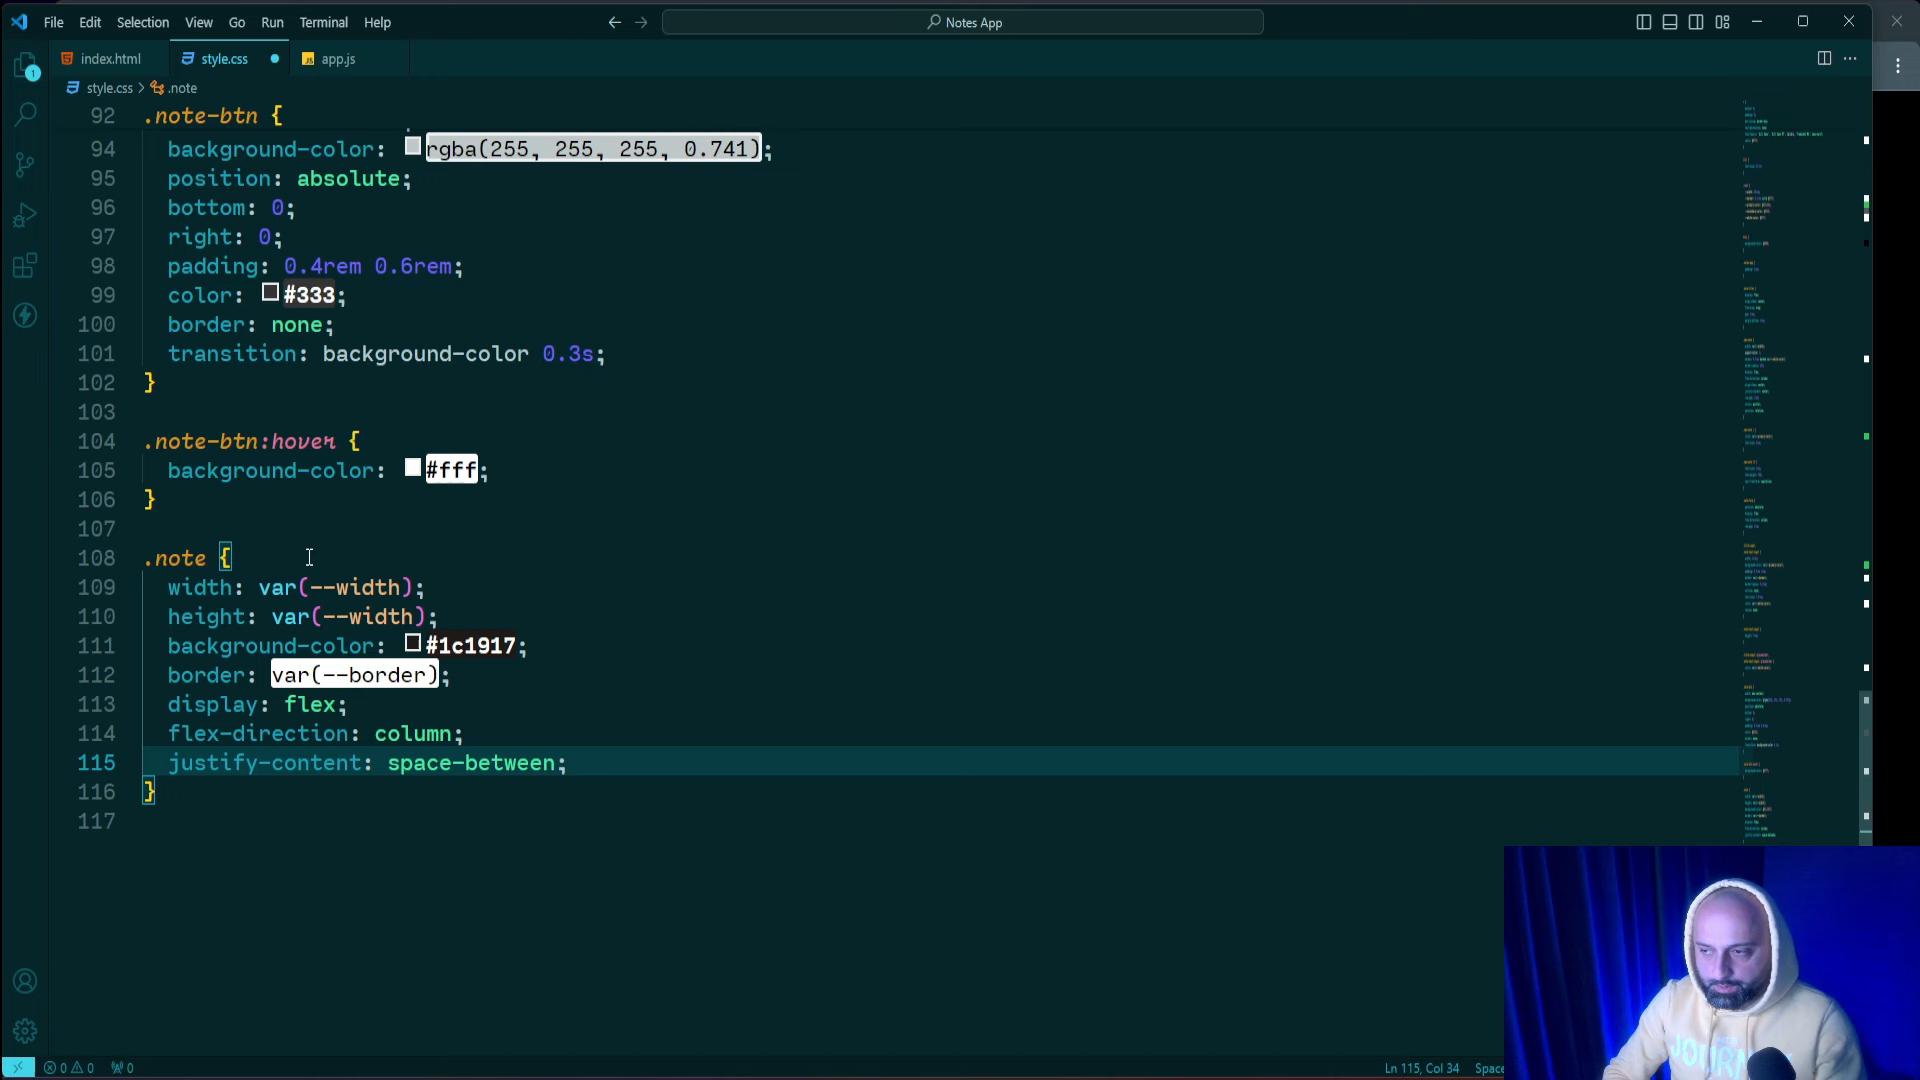 File Edit Selection View Go Run Terminal Help
Notes App
index.html
style.css
app.js
1
style.css > .note
92 .note-btn {
94 background-color: rgba(255, 255, 255, 0.741);
95 position: absolute;
96 bottom: 0;
97 right: 0;
98 padding: 0.4rem 0.6rem;
99 color: #333;
100 border: none;
101 transition: background-color 0.3s;
102 }
103
104 .note-btn:hover {
105 background-color: #fff;
106 }
107
108 .note {
109 width: var(--width);
110 height: var(--width);
111 background-color: #1c1917;
112 border: var(--border);
113 display: flex;
114 flex-direction: column;
115 justify-content: space-between;
116 }
117
0 0 0
Ln 115, Col 34